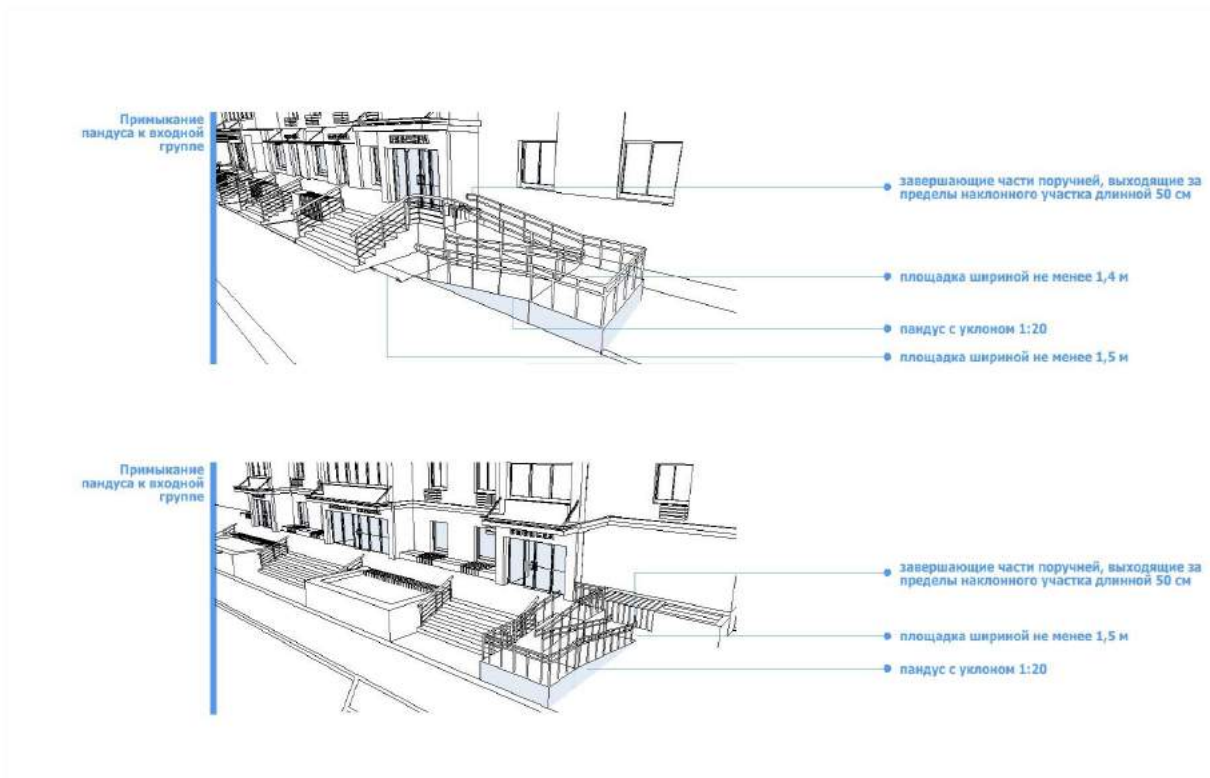 Примыкание
пандуса к входной
группе
завершающие части поручней, выходящие за
пределы наклонного участка длинной 50 см
площадка шириной не менее 1,4 м
пандус с уклоном 1:20
площадка шириной не менее 1,5 м
Примыкание
пандуса к входной
группе
завершающие части поручней, выходящие за
пределы наклонного участка длинной 50 см
площадка шириной не менее 1,5 м
пандус с уклоном 1:20